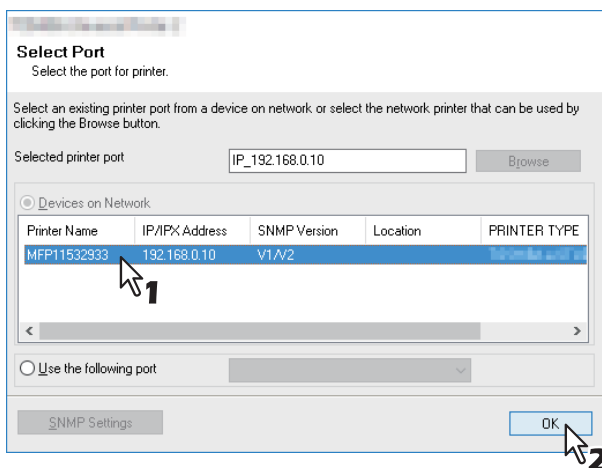 Select Port
Select the port for printer.
Select an existing printer port from a device on network or select the network printer that can be used by
clicking the Browse button.
Selected printer port IP_192.168.0.10 Browse
Devices on Network
Printer Name IP/IPX Address SNMP Version Location PRINTER TYPE
MFP11532933 192.168.0.10 V1/V2
1
Use the following port
SNMP Settings OK
2